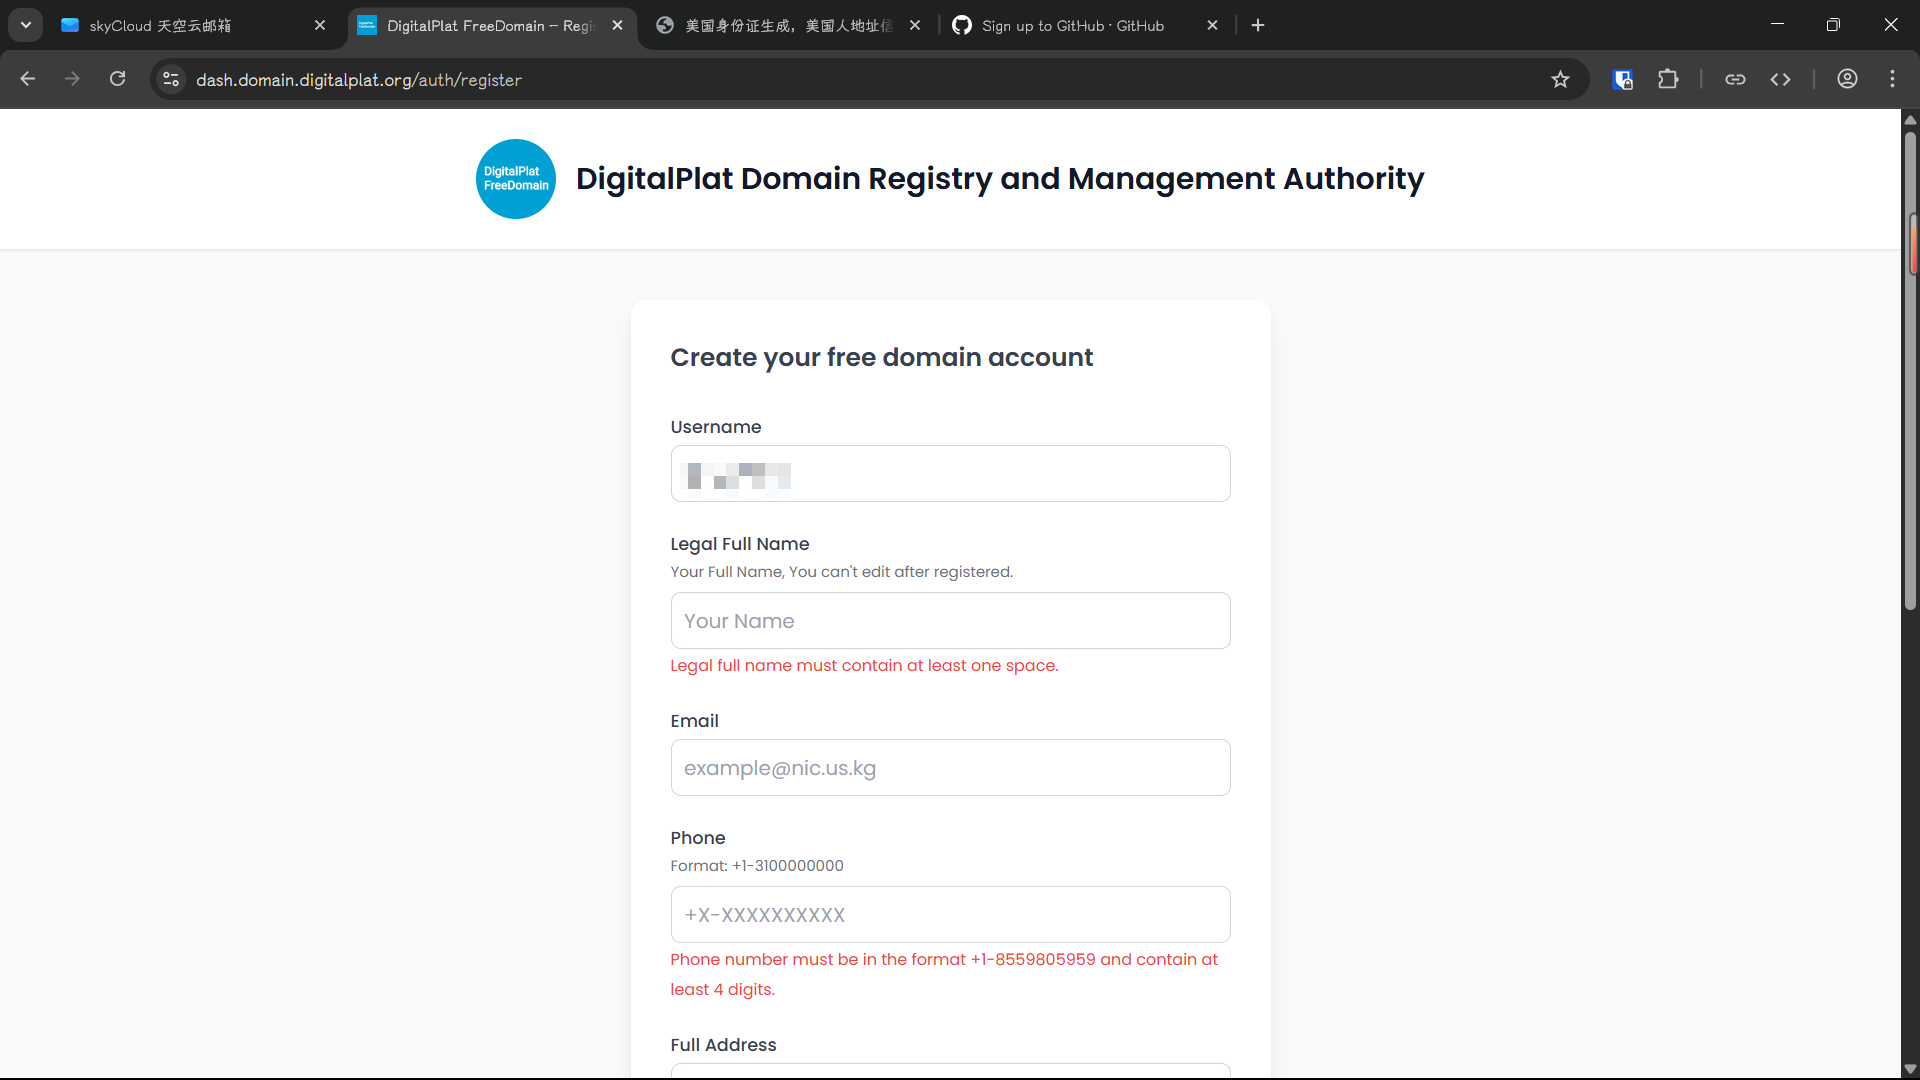 skyCloud 天空云邮箱
DigitalPlat FreeDomain – Regis
美国身份证生成，美国人地址信
Sign up to GitHub · GitHub
dash.domain.digitalplat.org/auth/register
DigitalPlat
FreeDomain
DigitalPlat Domain Registry and Management Authority
Create your free domain account
Username
Legal Full Name
Your Full Name, You can't edit after registered.
Your Name
Legal full name must contain at least one space.
Email
example@nic.us.kg
Phone
Format: +1-3100000000
+X-XXXXXXXXXX
Phone number must be in the format +1-8559805959 and contain at
least 4 digits.
Full Address